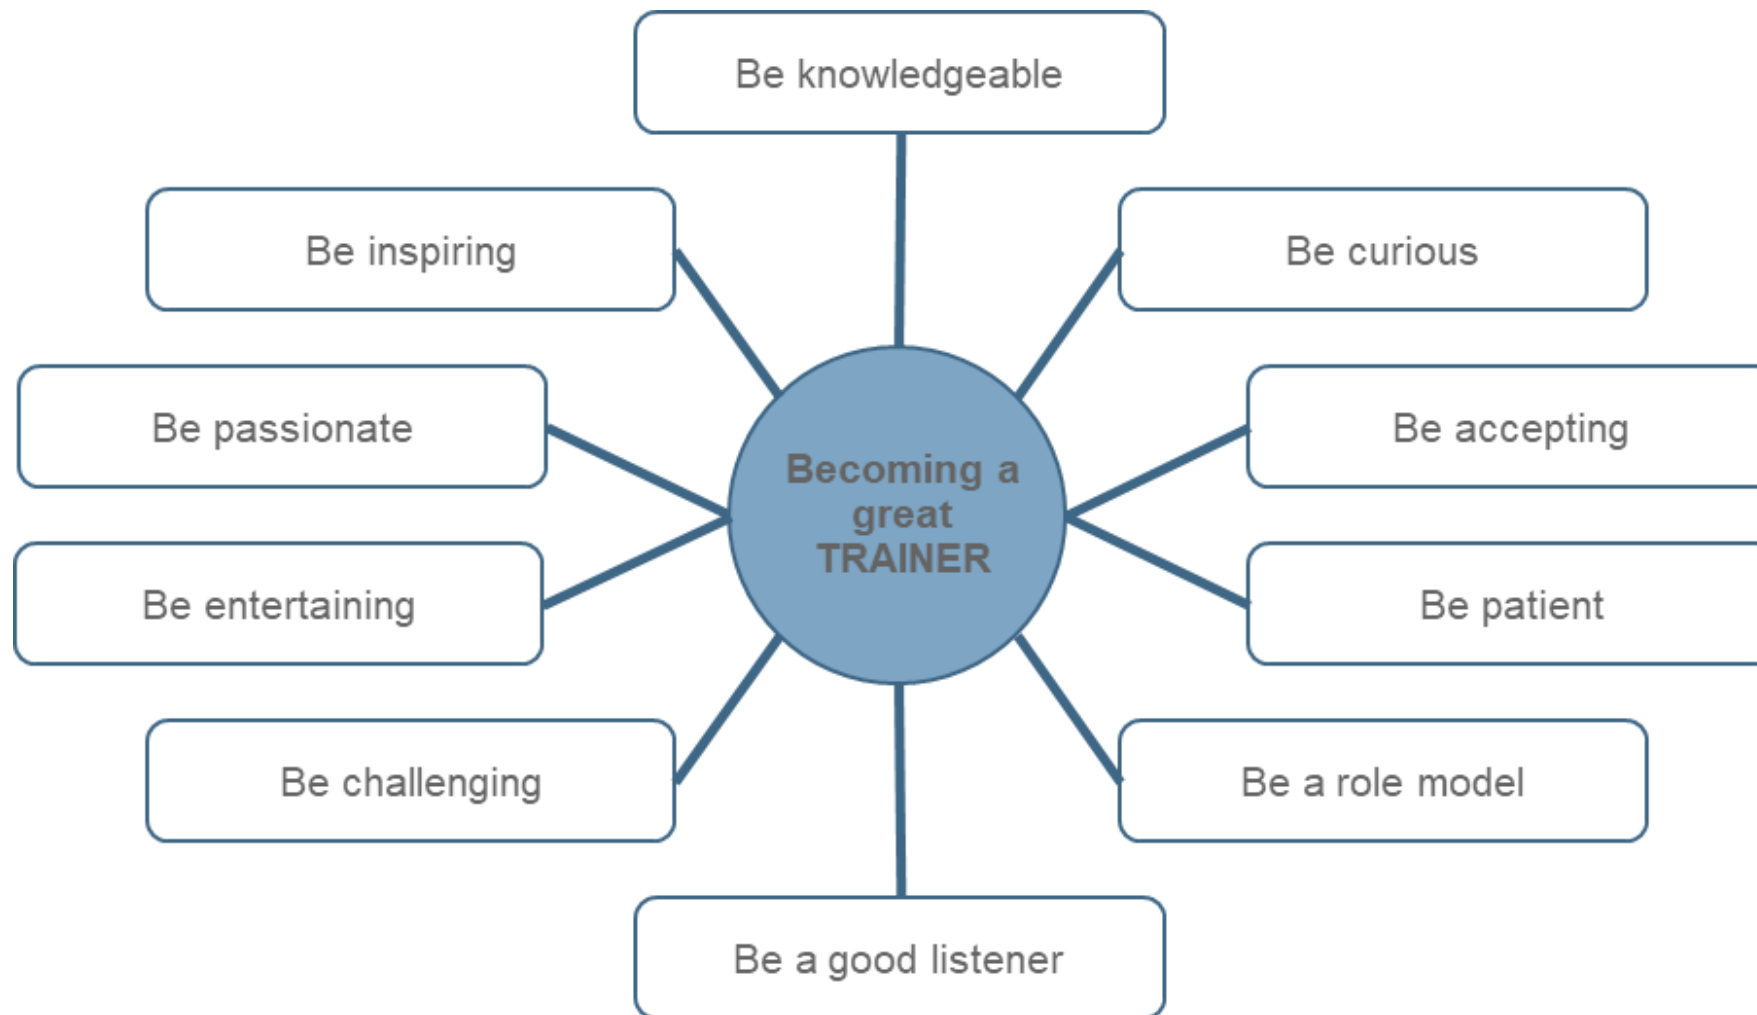 Be knowledgeable
Be inspiring
Be curious
Be passionate
Be accepting
Becoming a
great
TRAINER
Be entertaining
Be patient
Be challenging
Be a role model
Be a good listener